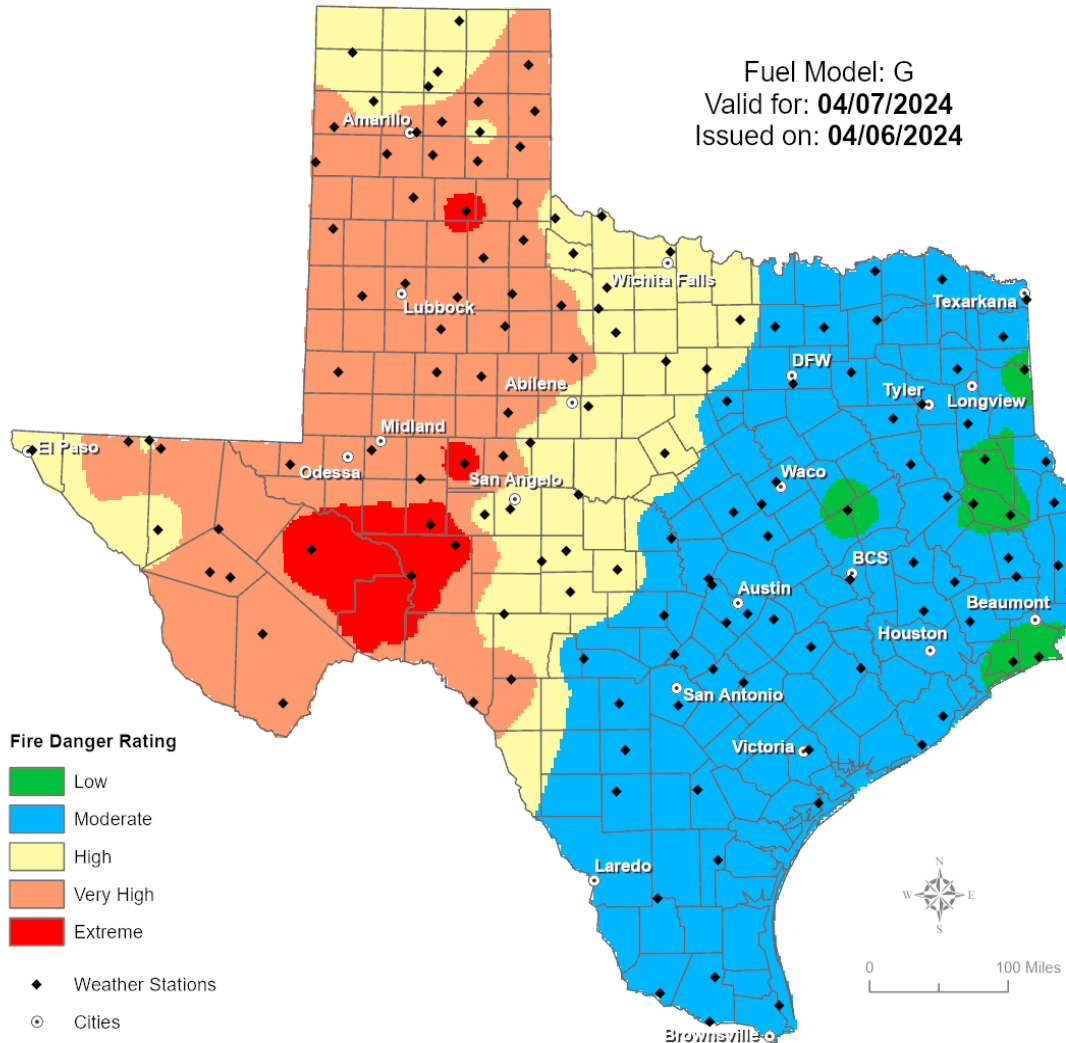 Fuel Model: G
Valid for: 04/07/2024
Issued on: 04/06/2024
Amarillo
Wichita Falls
Lubbock
Texarkana
DFW
Abilene
Tyler
Longview
Midland
El Paso
Odessa
San Angelo
Waco
BCS
Austin
Beaumont
Houston
San Antonio
Victoria
Laredo
Brownsville
Fire Danger Rating
Low
Moderate
High
Very High
Extreme
Weather Stations
Cities
N
W
E
S
0
100 Miles